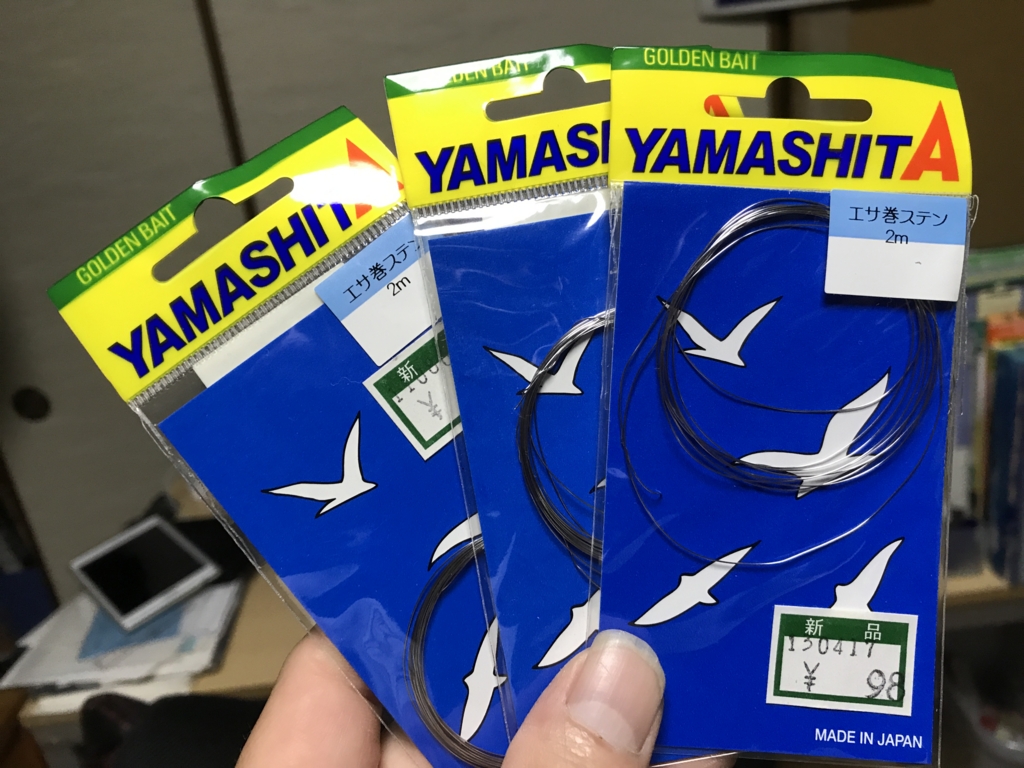 GOLDEN BAIT
YAMASHITA
エサ巻ステン
2m
新
¥
GOLDEN BAIT
GOLDEN BAIT
YAMASHITA
エサ巻ステン
2m
新 品
130417
¥ 98
MADE IN JAPAN